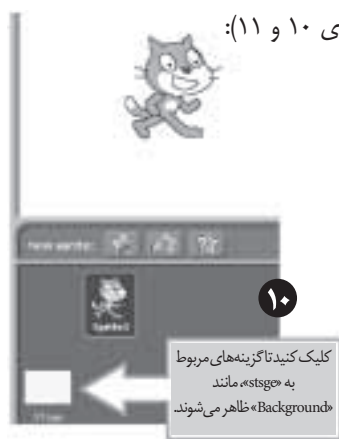 ی ۱۰ و ۱۱):
New sprite:
Sprite1
۱۰
کلیک کنید تا گزینه‌های مربوط
به «stsge»، مانند
«Background» ظاهر می‌شوند.
Stage